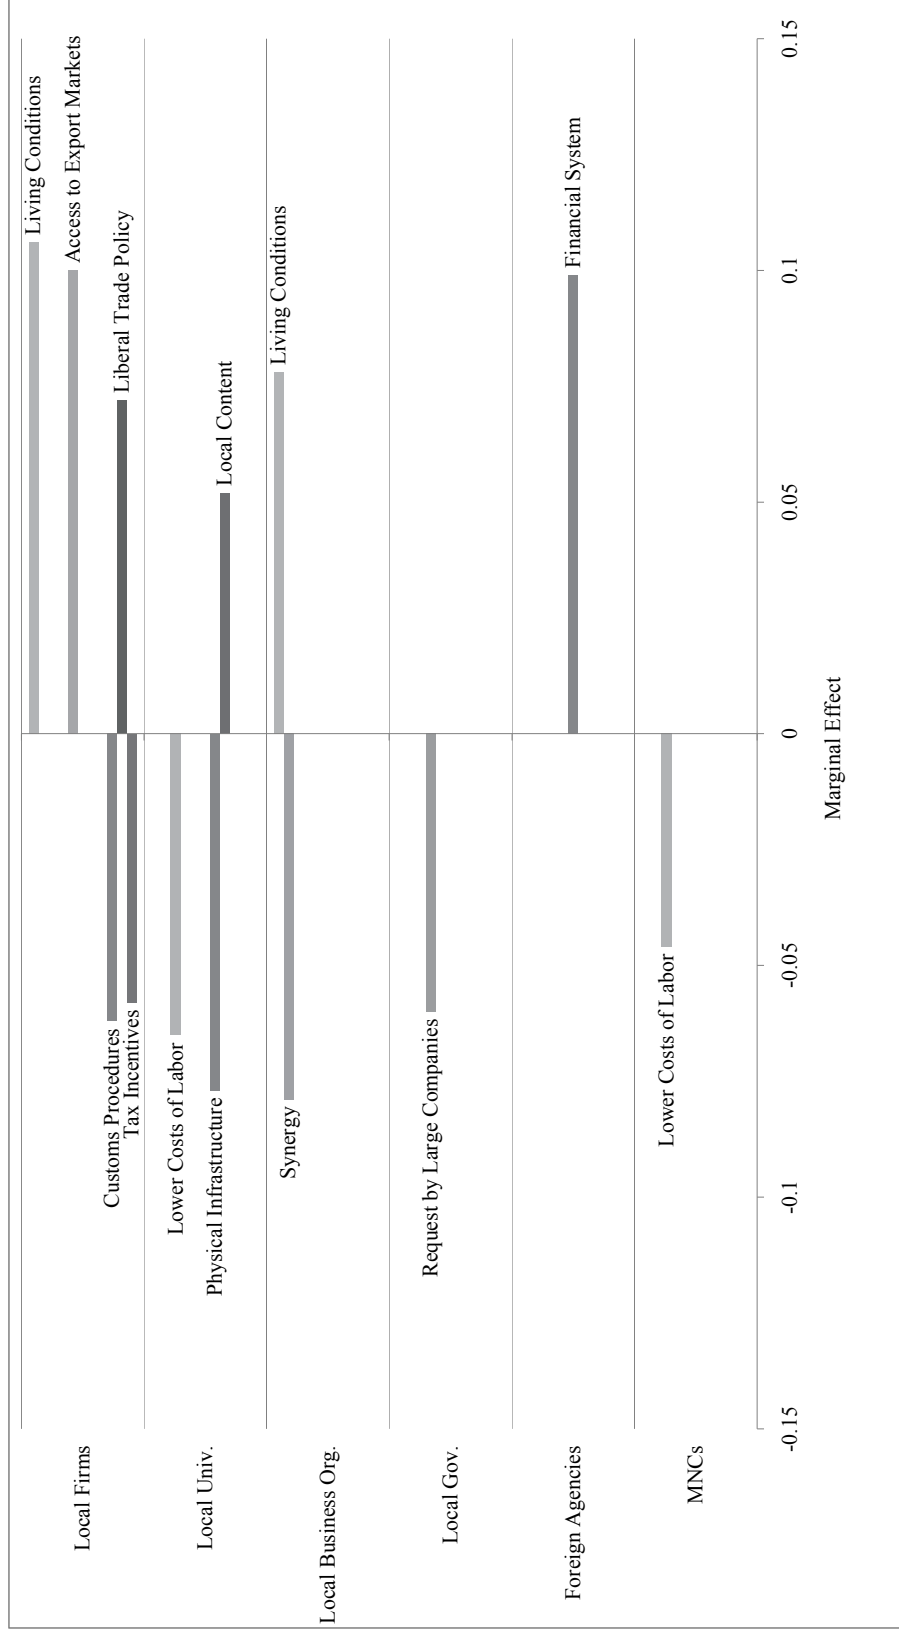 Local Firms
Living Conditions
Access to Export Markets
Customs Procedures
Liberal Trade Policy
Tax Incentives
Local Univ.
Lower Costs of Labor
Physical Infrastructure
Local Content
Local Business Org.
Living Conditions
Synergy
Local Gov.
Request by Large Companies
Foreign Agencies
Financial System
MNCs
Lower Costs of Labor
-0.15
-0.1
-0.05
0
0.05
0.1
0.15
Marginal Effect